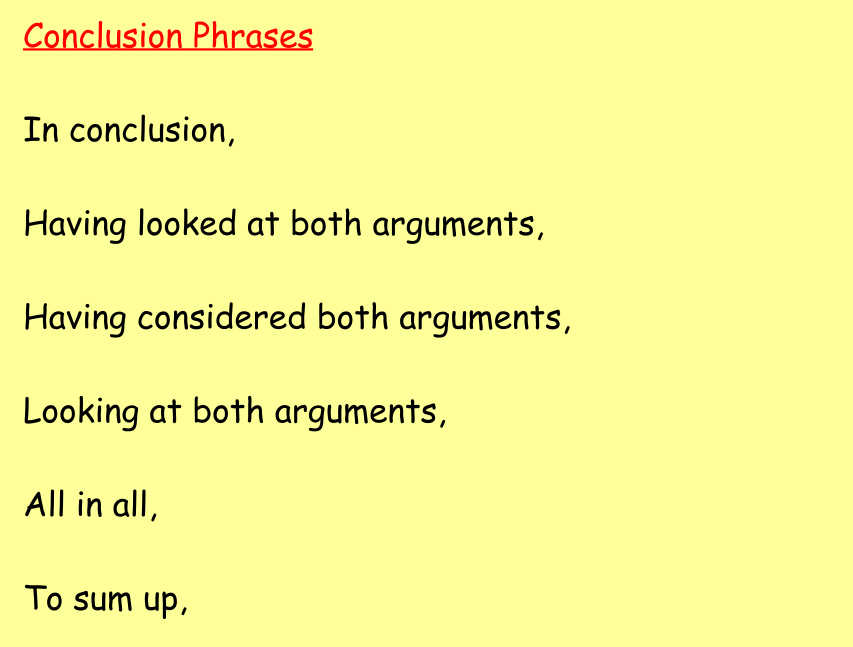 Conclusion Phrases
In conclusion,
Having looked at both arguments,
Having considered both arguments,
Looking at both arguments,
All in all,
To sum up,